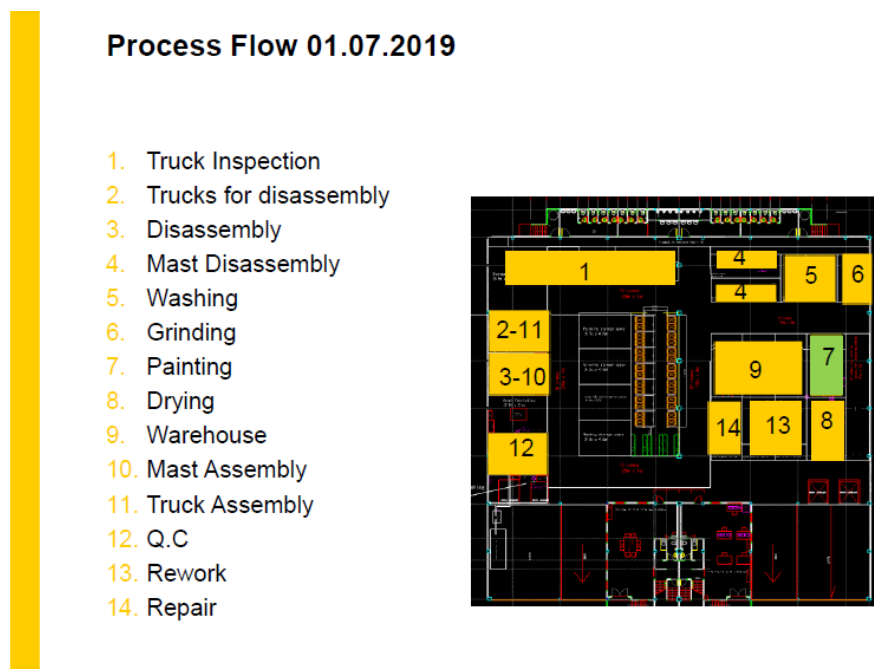 Process Flow 01.07.2019
1. Truck Inspection
2. Trucks for disassembly
3. Disassembly
4. Mast Disassembly
5. Washing
6. Grinding
7. Painting
8. Drying
9. Warehouse
10. Mast Assembly
11. Truck Assembly
12. Q.C
13. Rework
14. Repair
1
4
4
5
6
2-11
3-10
9
7
12
14
13
8